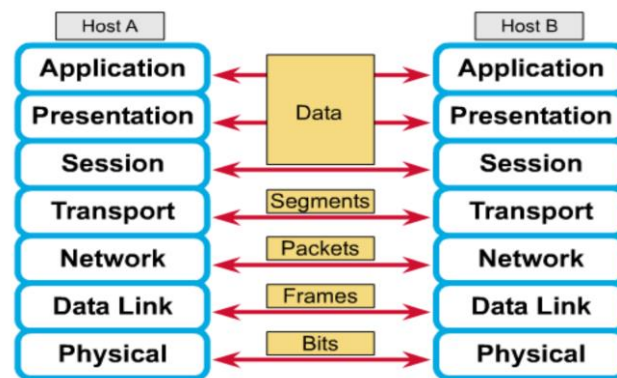 Host A Host B
Application Application
Presentation Data Presentation
Session Session
Transport Segments Transport
Network Packets Network
Data Link Frames Data Link
Physical Bits Physical